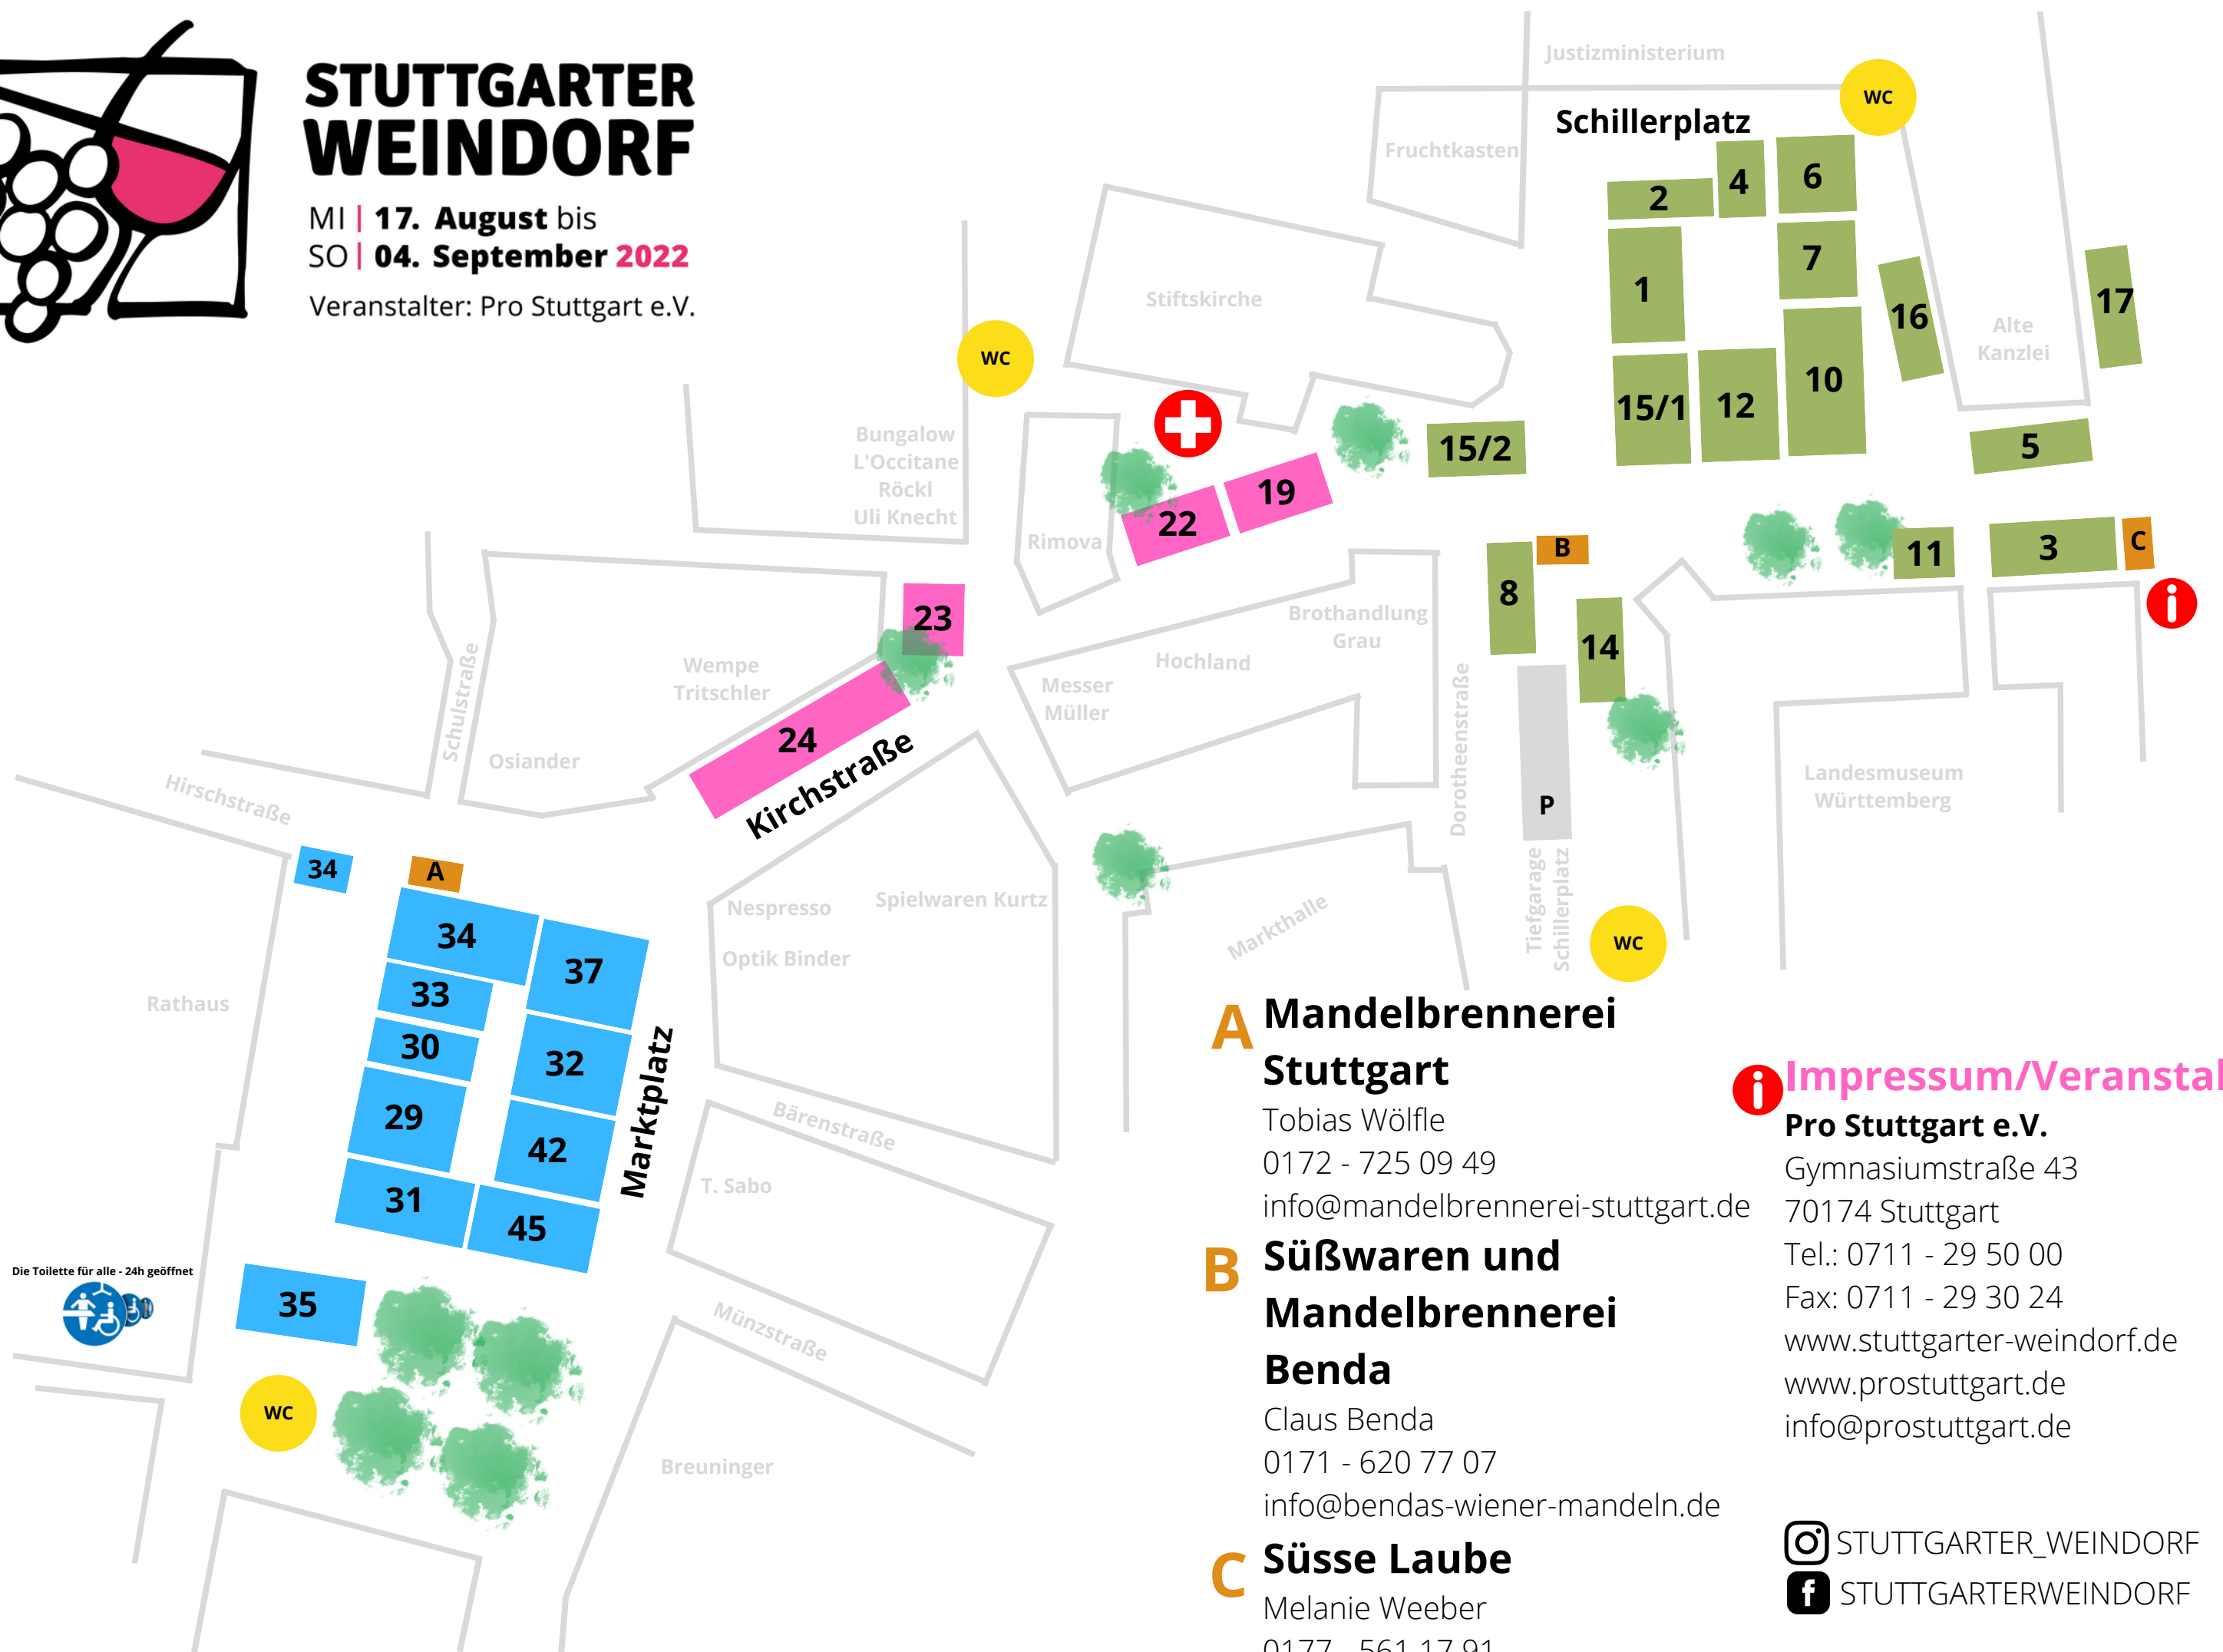 STUTTGARTER
WEINDORF
MI | 17. August bis
SO | 04. September 2022
Veranstalter: Pro Stuttgart e.V.
Justizministerium
WC
Schillerplatz
Fruchtkasten
2
4
6
1
7
16
17
Alte
Kanzlei
15/1
12
10
5
Stiftskirche
WC
Bungalow
L'Occitane
Röckl
Uli Knecht
15/2
19
22
Rimova
B
8
14
11
3
C
i
23
Brothandlung
Grau
Hochland
Messer
Müller
Wempe
Tritschler
Schulstraße
Osiander
24
Kirchstraße
Dorotheenstraße
P
Tiefgarage
Schillerplatz
Landesmuseum
Württemberg
WC
Hirschstraße
34
A
34
37
33
30
32
29
42
31
45
35
Marktplatz
Rathaus
Nespresso
Spielwaren Kurtz
Optik Binder
Markthalle
Bärenstraße
T. Sabo
Münzstraße
Breuninger
Die Toilette für alle - 24h geöffnet
WC
A Mandelbrennerei
Stuttgart
Tobias Wölfle
0172 - 725 09 49
info@mandelbrennerei-stuttgart.de
B Süßwaren und
Mandelbrennerei
Benda
Claus Benda
0171 - 620 77 07
info@bendas-wiener-mandeln.de
C Süsse Laube
Melanie Weeber
0177 - 561 17 91
i Impressum/Veranstal
Pro Stuttgart e.V.
Gymnasiumstraße 43
70174 Stuttgart
Tel.: 0711 - 29 50 00
Fax: 0711 - 29 30 24
www.stuttgarter-weindorf.de
www.prostuttgart.de
info@prostuttgart.de
STUTTGARTER_WEINDORF
f STUTTGARTERWEINDORF